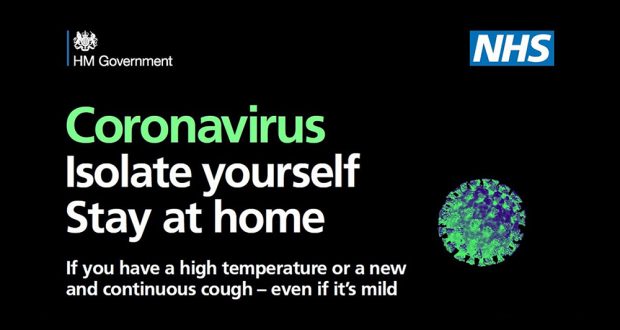 HM Government
NHS
Coronavirus
Isolate yourself
Stay at home
If you have a high temperature or a new
and continuous cough – even if it’s mild